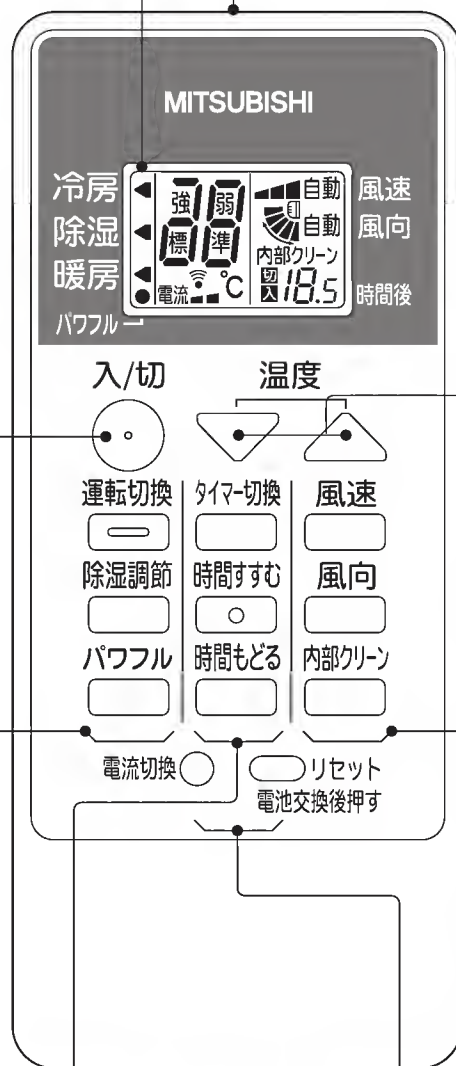 MITSUBISHI
冷房
除湿
暖房
パワフル
強 弱
標 準
88
電流 ℃
自動 風速
自動 風向
内部クリーン
切
入 18.5 時間後
入/切 温度
運転切換 タイマー切換 風速
除湿調節 時間すすむ 風向
パワフル 時間もどる 内部クリーン
電流切換 リセット
電池交換後押す